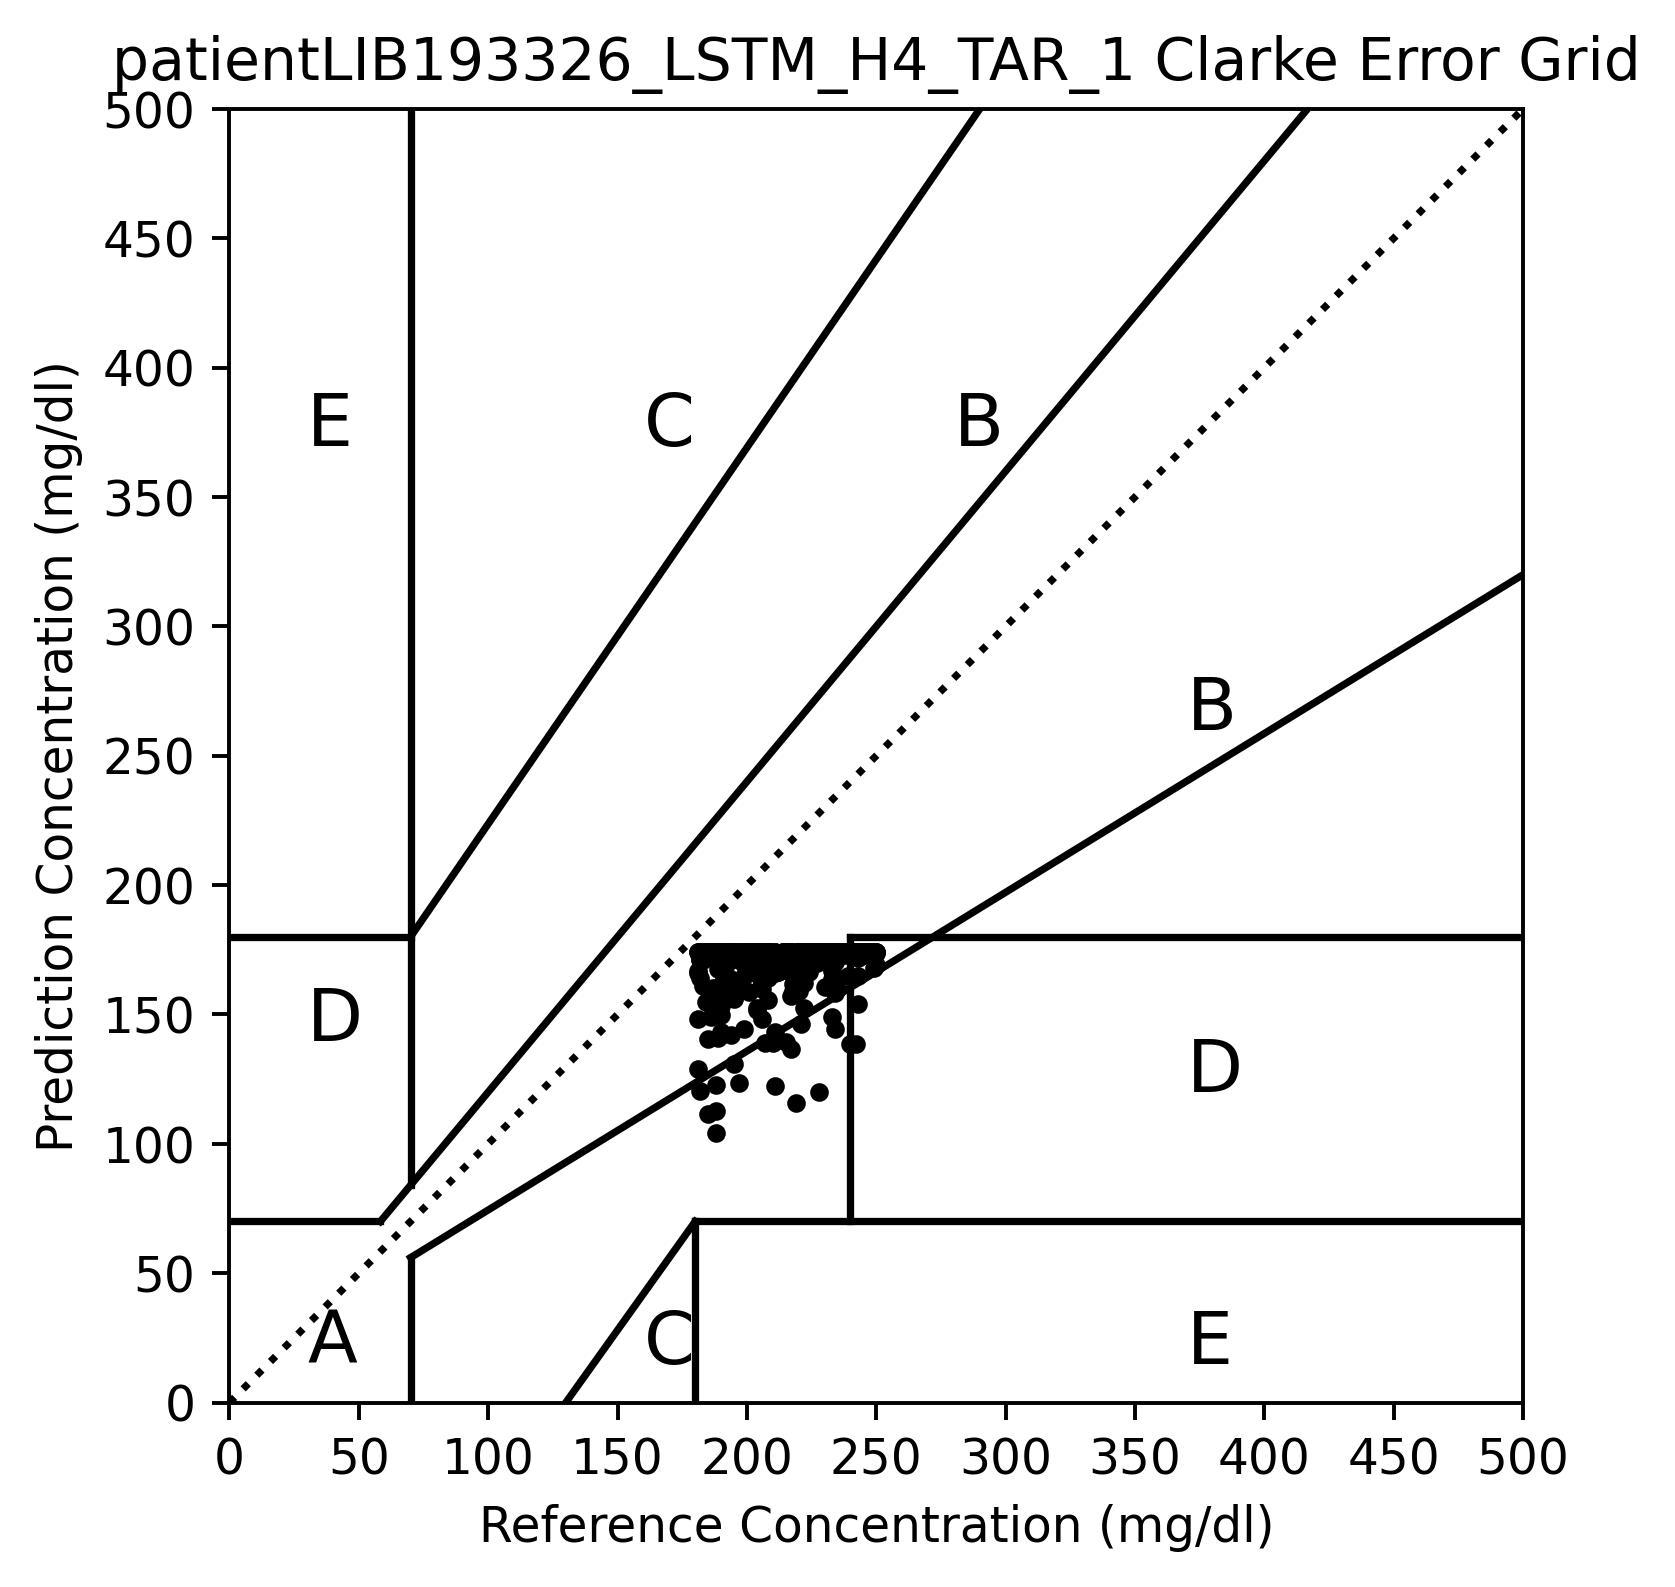 patientLIB193326_LSTM_H4_TAR_1 Clarke Error Grid
500
450
400
350
300
250
200
150
100
50
0
Prediction Concentration (mg/dl)
E
C
B
B
D
D
A
C
E
0 50 100 150 200 250 300 350 400 450 500
Reference Concentration (mg/dl)